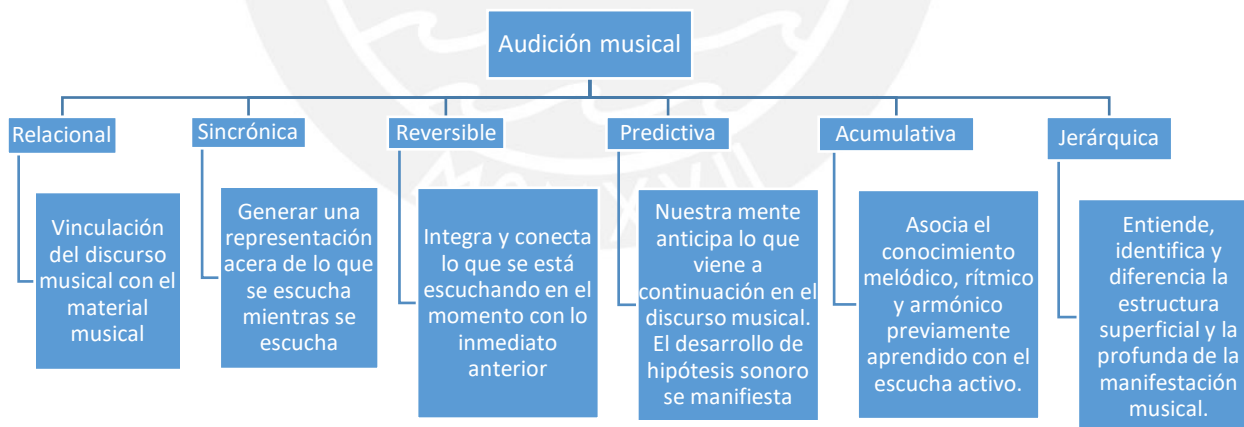 Audición musical
Relacional
Sincrónica
Reversible
Predictiva
Acumulativa
Jerárquica
Vinculación
del discurso
musical con el
material
musical
Generar una
representación
acera de lo que
se escucha
mientras se
escucha
Integra y conecta
lo que se está
escuchando en el
momento con lo
inmediato
anterior
Nuestra mente
anticipa lo que
viene a
continuación en el
discurso musical.
El desarrollo de
hipótesis sonoro
se manifiesta
Asocia el
conocimiento
melódico, rítmico
y armónico
previamente
aprendido con el
escucha activo.
Entiende,
identifica y
diferencia la
estructura
superficial y la
profunda de la
manifestación
musical.